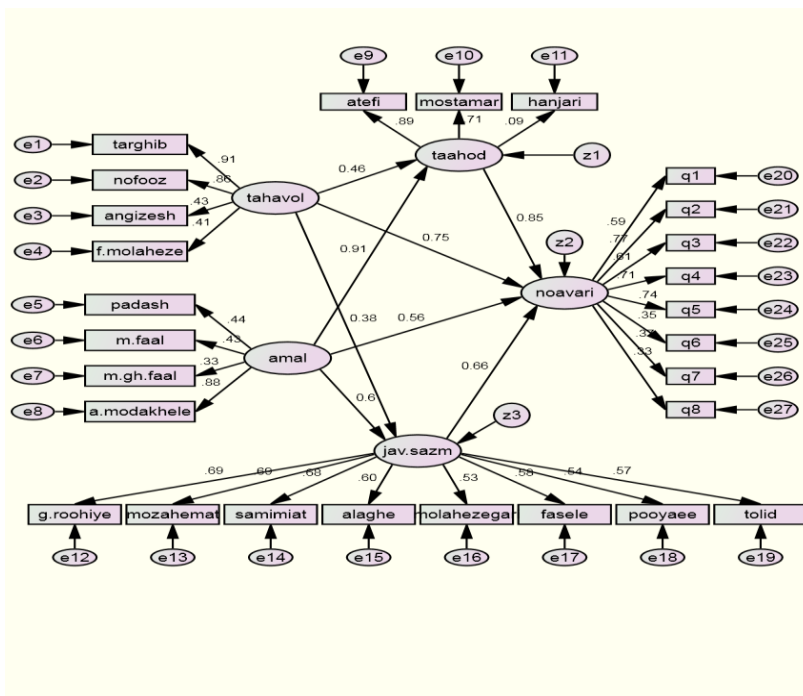 e9
e10
e11
atefi
mostamar
hanjari
.89
.71
.09
e1
targhib
.91
taahod
z1
e2
nofooz
.86
0.46
q1
e20
tahavol
e3
angizesh
.43
.59
q2
e21
0.85
e4
f.molaheze
.41
.77
0.75
z2
q3
e22
.61
0.91
q4
e23
.71
noavari
e5
padash
.74
q5
e24
.44
0.38
0.56
.35
q6
e25
e6
m.faal
.43
amal
q7
e26
e7
m.gh.faal
.33
.33
0.66
e8
a.modakhele
.88
0.6
q8
e27
z3
jav.sazm
.69
.68
.60
.53
.58
.54
.57
g.roohiye
mozahemat
samimiat
alaghe
nolahezegar
fasele
pooyaee
tolid
e12
e13
e14
e15
e16
e17
e18
e19